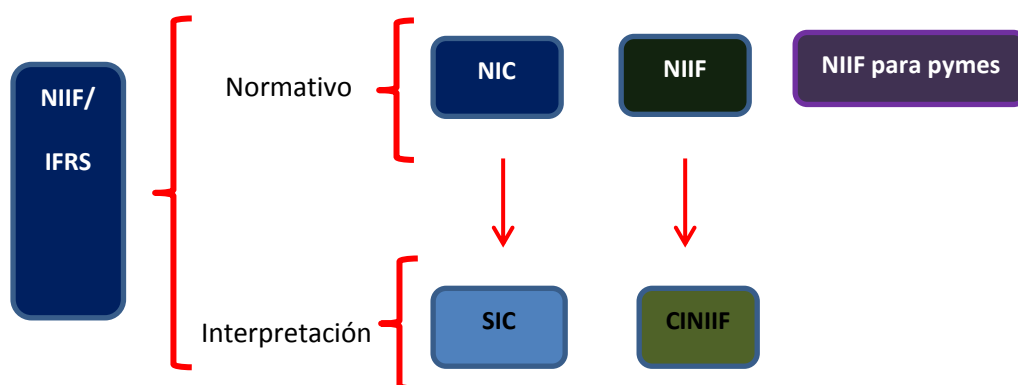 NIIF/
IFRS
Normativo
NIC
NIIF
NIIF para pymes
Interpretación
SIC
CINIIF